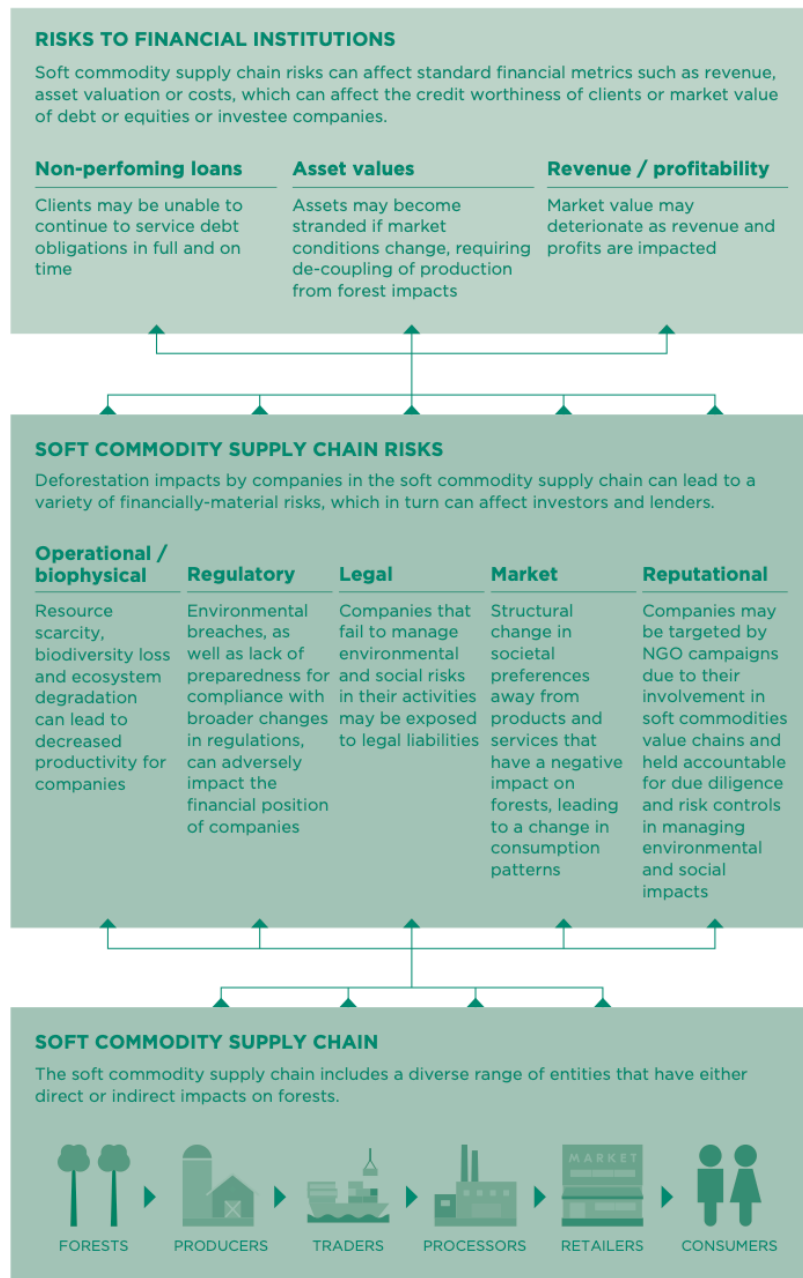 RISKS TO FINANCIAL INSTITUTIONS
Soft commodity supply chain risks can affect standard financial metrics such as revenue,
asset valuation or costs, which can affect the credit worthiness of clients or market value
of debt or equities or investee companies.
Non-perfoming loans
Clients may be unable to
continue to service debt
obligations in full and on
time
Asset values
Assets may become
stranded if market
conditions change, requiring
de-coupling of production
from forest impacts
Revenue / profitability
Market value may
deterionate as revenue and
profits are impacted
SOFT COMMODITY SUPPLY CHAIN RISKS
Deforestation impacts by companies in the soft commodity supply chain can lead to a
variety of financially-material risks, which in turn can affect investors and lenders.
Operational /
biophysical
Resource
scarcity,
biodiversity loss
and ecosystem
degradation
can lead to
decreased
productivity for
companies
Regulatory
Environmental
breaches, as
well as lack of
preparedness for
compliance with
broader changes
in regulations,
can adversely
impact the
financial position
of companies
Legal
Companies that
fail to manage
environmental
and social risks
in their activities
may be exposed
to legal liabilities
Market
Structural
change in
societal
preferences
away from
products and
services that
have a negative
impact on
forests, leading
to a change in
consumption
patterns
Reputational
Companies may
be targeted by
NGO campaigns
due to their
involvement in
soft commodities
value chains and
held accountable
for due diligence
and risk controls
in managing
environmental
and social
impacts
SOFT COMMODITY SUPPLY CHAIN
The soft commodity supply chain includes a diverse range of entities that have either
direct or indirect impacts on forests.
MARKET
FORESTS
PRODUCERS
TRADERS
PROCESSORS
RETAILERS
CONSUMERS